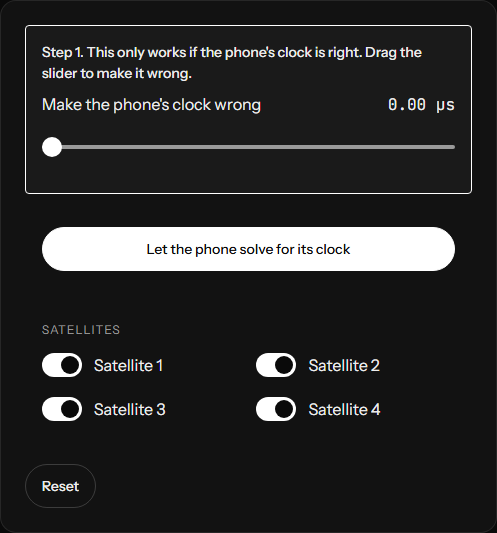 Step 1. This only works if the phone's clock is right. Drag the
slider to make it wrong.
Make the phone's clock wrong 0.00 µs
Let the phone solve for its clock
SATELLITES
Satellite 1 Satellite 2
Satellite 3 Satellite 4
Reset